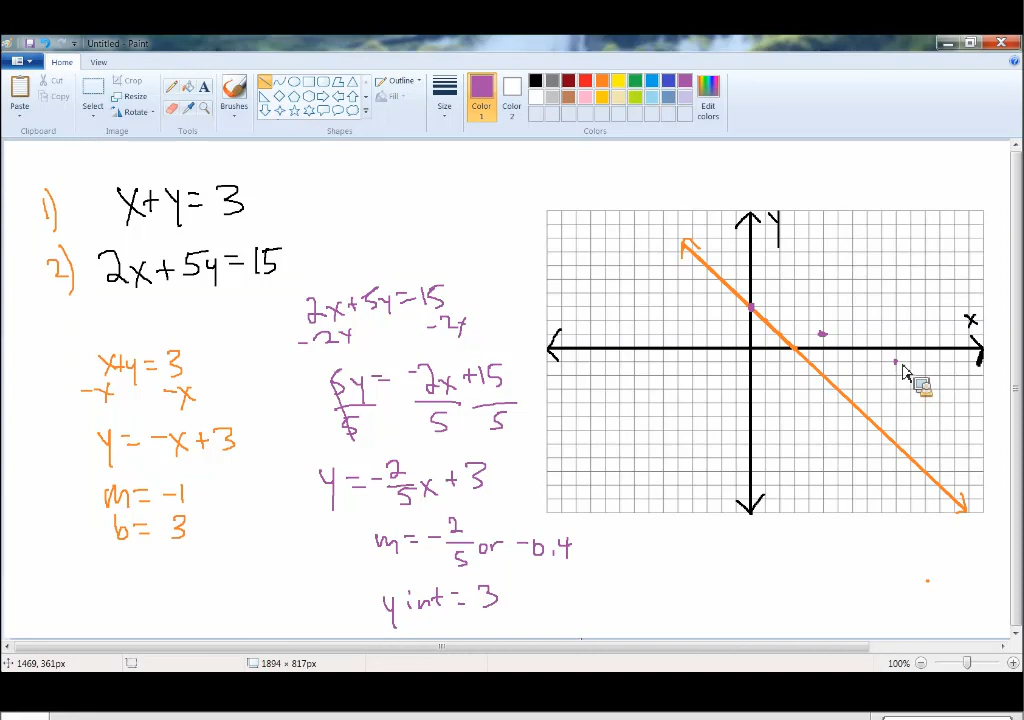 Untitled - Paint
Home View
Paste
Cut
Copy
Clipboard
Select
Crop
Resize
Rotate
Image
A
Tools
Brushes
Outline
Fill
Shapes
Size
Color 1
Color 2
Edit colors
Colors
1) x+y=3
2) 2x+5y=15
x+y=3
-x -x
y=-x+3
m=-1
b=3
2x+5y=15
-2x -2x
5y = -2x+15
5 5 5
y=-2/5x+3
m=-2/5 or -0.4
y int = 3
y
x
1469, 361px
1894 × 817px
100%